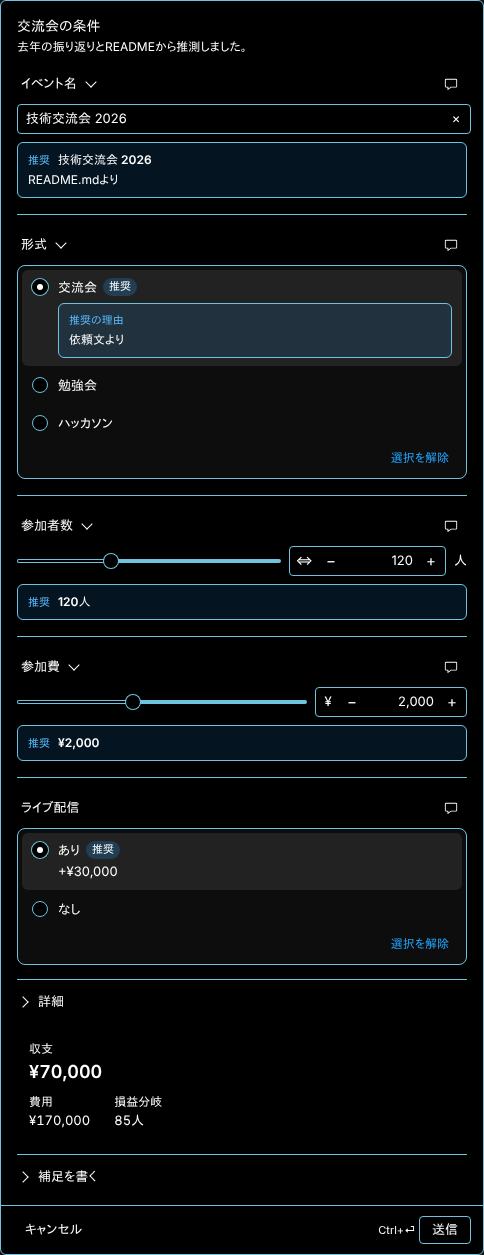 交流会の条件
去年の振り返りとREADMEから推測しました。
イベント名
技術交流会 2026 ×
推奨 技術交流会 2026
README.mdより
形式
交流会 推奨
推奨の理由
依頼文より
勉強会
ハッカソン
選択を解除
参加者数
⇔ − 120 + 人
推奨 120人
参加費
¥ − 2,000 +
推奨 ¥2,000
ライブ配信
あり 推奨
+¥30,000
なし
選択を解除
詳細
収支
¥70,000
費用 損益分岐
¥170,000 85人
補足を書く
キャンセル Ctrl+⏎ 送信